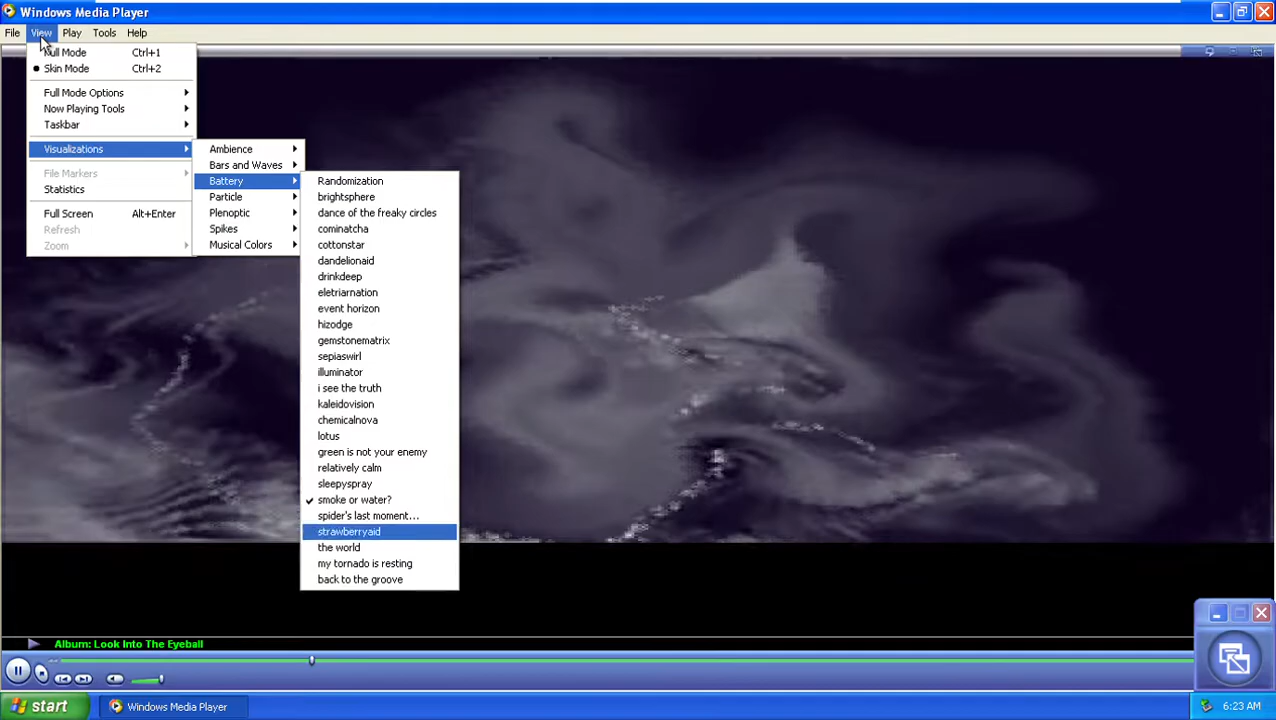 Windows Media Player
File View Play Tools Help
Full Mode Ctrl+1
Skin Mode Ctrl+2
Full Mode Options
Now Playing Tools
Taskbar
Visualizations
File Markers
Statistics
Full Screen Alt+Enter
Refresh
Zoom
Ambience
Bars and Waves
Battery
Particle
Plenoptic
Spikes
Musical Colors
Randomization
brightsphere
dance of the freaky circles
cominatcha
cottonstar
dandelionaid
drinkdeep
eletriarnation
event horizon
hizodge
gemstonematrix
sepiaswirl
illuminator
i see the truth
kaleidovision
chemicalnova
lotus
green is not your enemy
relatively calm
sleepyspray
smoke or water?
spider's last moment...
strawberryaid
the world
my tornado is resting
back to the groove
Album: Look Into The Eyeball
start Windows Media Player 6:23 AM